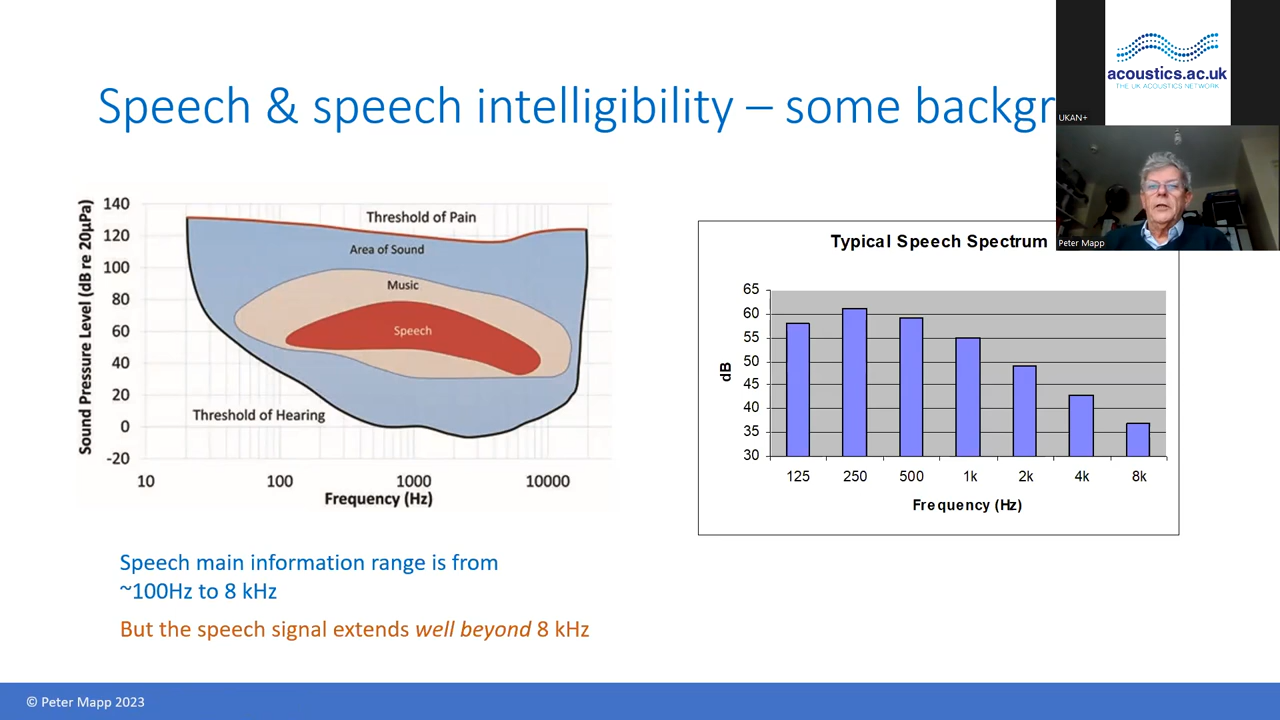 Speech & speech intelligibility – some backgr
acoustics.ac.uk
THE UK ACOUSTICS NETWORK
UKAN+
Peter Mapp
Sound Pressure Level (dB re 20µPa)
140
120
100
80
60
40
20
0
-20
Threshold of Pain
Area of Sound
Music
Speech
Threshold of Hearing
10
100
1000
10000
Frequency (Hz)
Typical Speech Spectrum
dB
65
60
55
50
45
40
35
30
125 250 500 1k 2k 4k 8k
Frequency (Hz)
Speech main information range is from
~100Hz to 8 kHz
But the speech signal extends well beyond 8 kHz
© Peter Mapp 2023